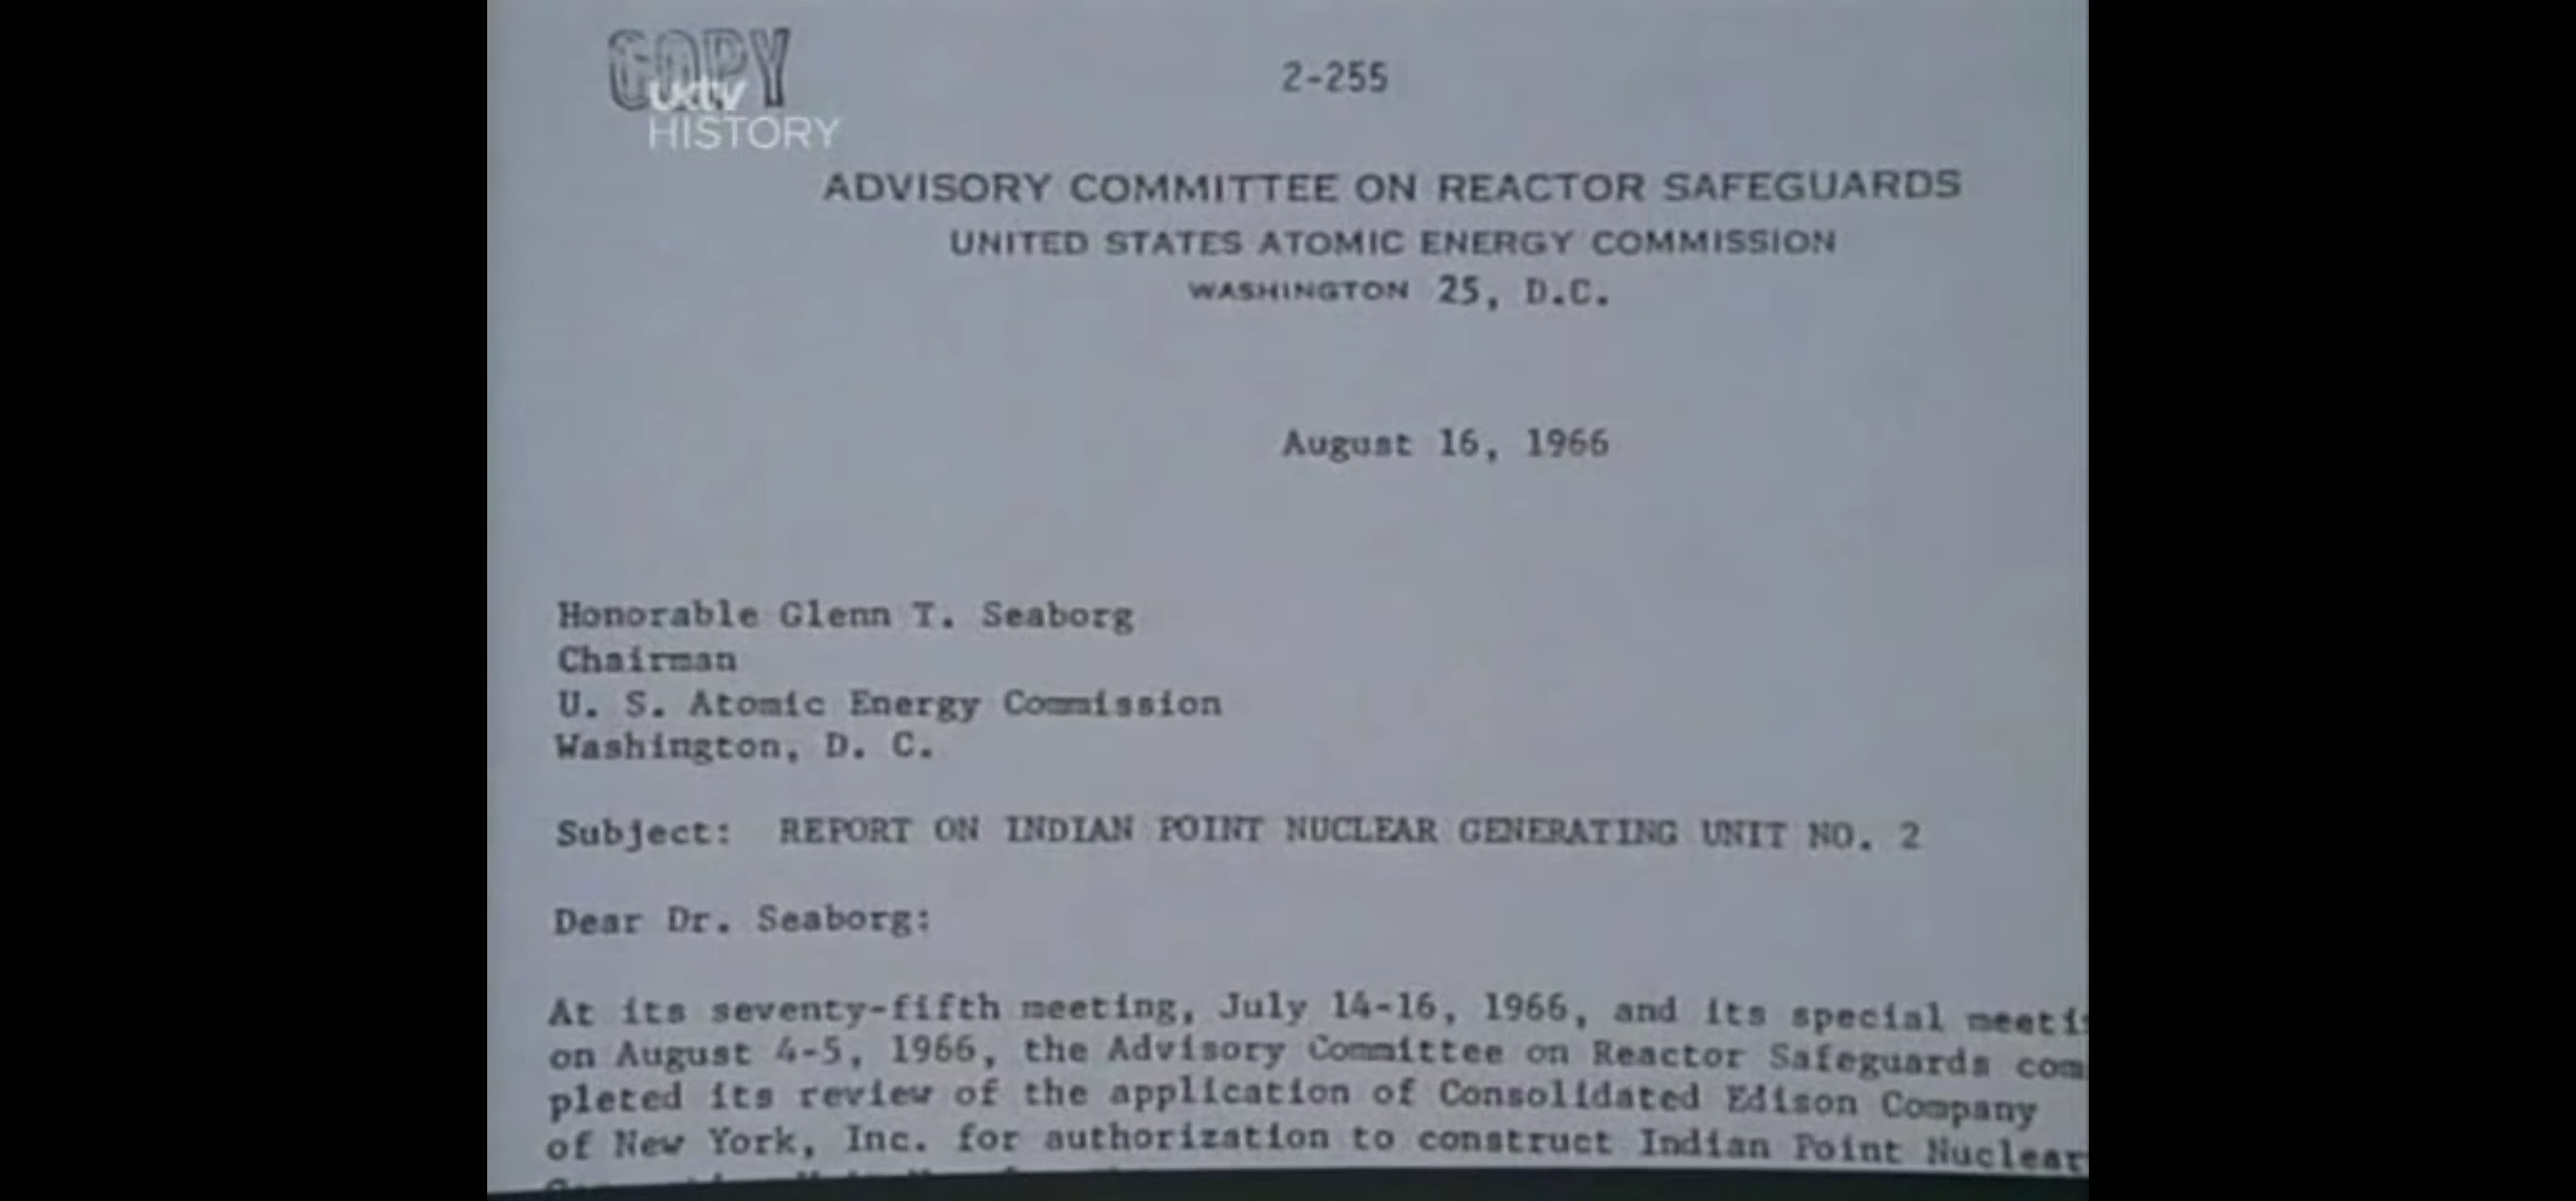 COPY
uktv
HISTORY
2-255
ADVISORY COMMITTEE ON REACTOR SAFEGUARDS
UNITED STATES ATOMIC ENERGY COMMISSION
WASHINGTON 25, D.C.
August 16, 1966
Honorable Glenn T. Seaborg
Chairman
U. S. Atomic Energy Commission
Washington, D. C.
Subject: REPORT ON INDIAN POINT NUCLEAR GENERATING UNIT NO. 2
Dear Dr. Seaborg:
At its seventy-fifth meeting, July 14-16, 1966, and its special meeti
on August 4-5, 1966, the Advisory Committee on Reactor Safeguards com
pleted its review of the application of Consolidated Edison Company
of New York, Inc. for authorization to construct Indian Point Nuclear